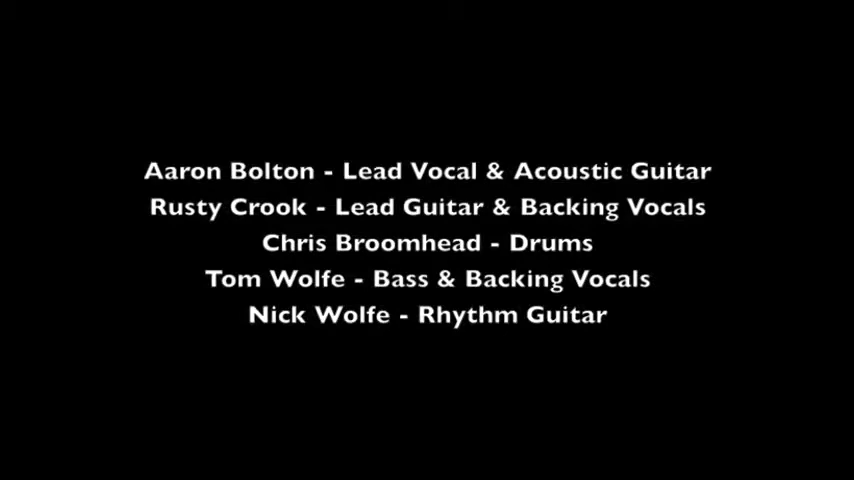 Aaron Bolton - Lead Vocal & Acoustic Guitar
Rusty Crook - Lead Guitar & Backing Vocals
Chris Broomhead - Drums
Tom Wolfe - Bass & Backing Vocals
Nick Wolfe - Rhythm Guitar